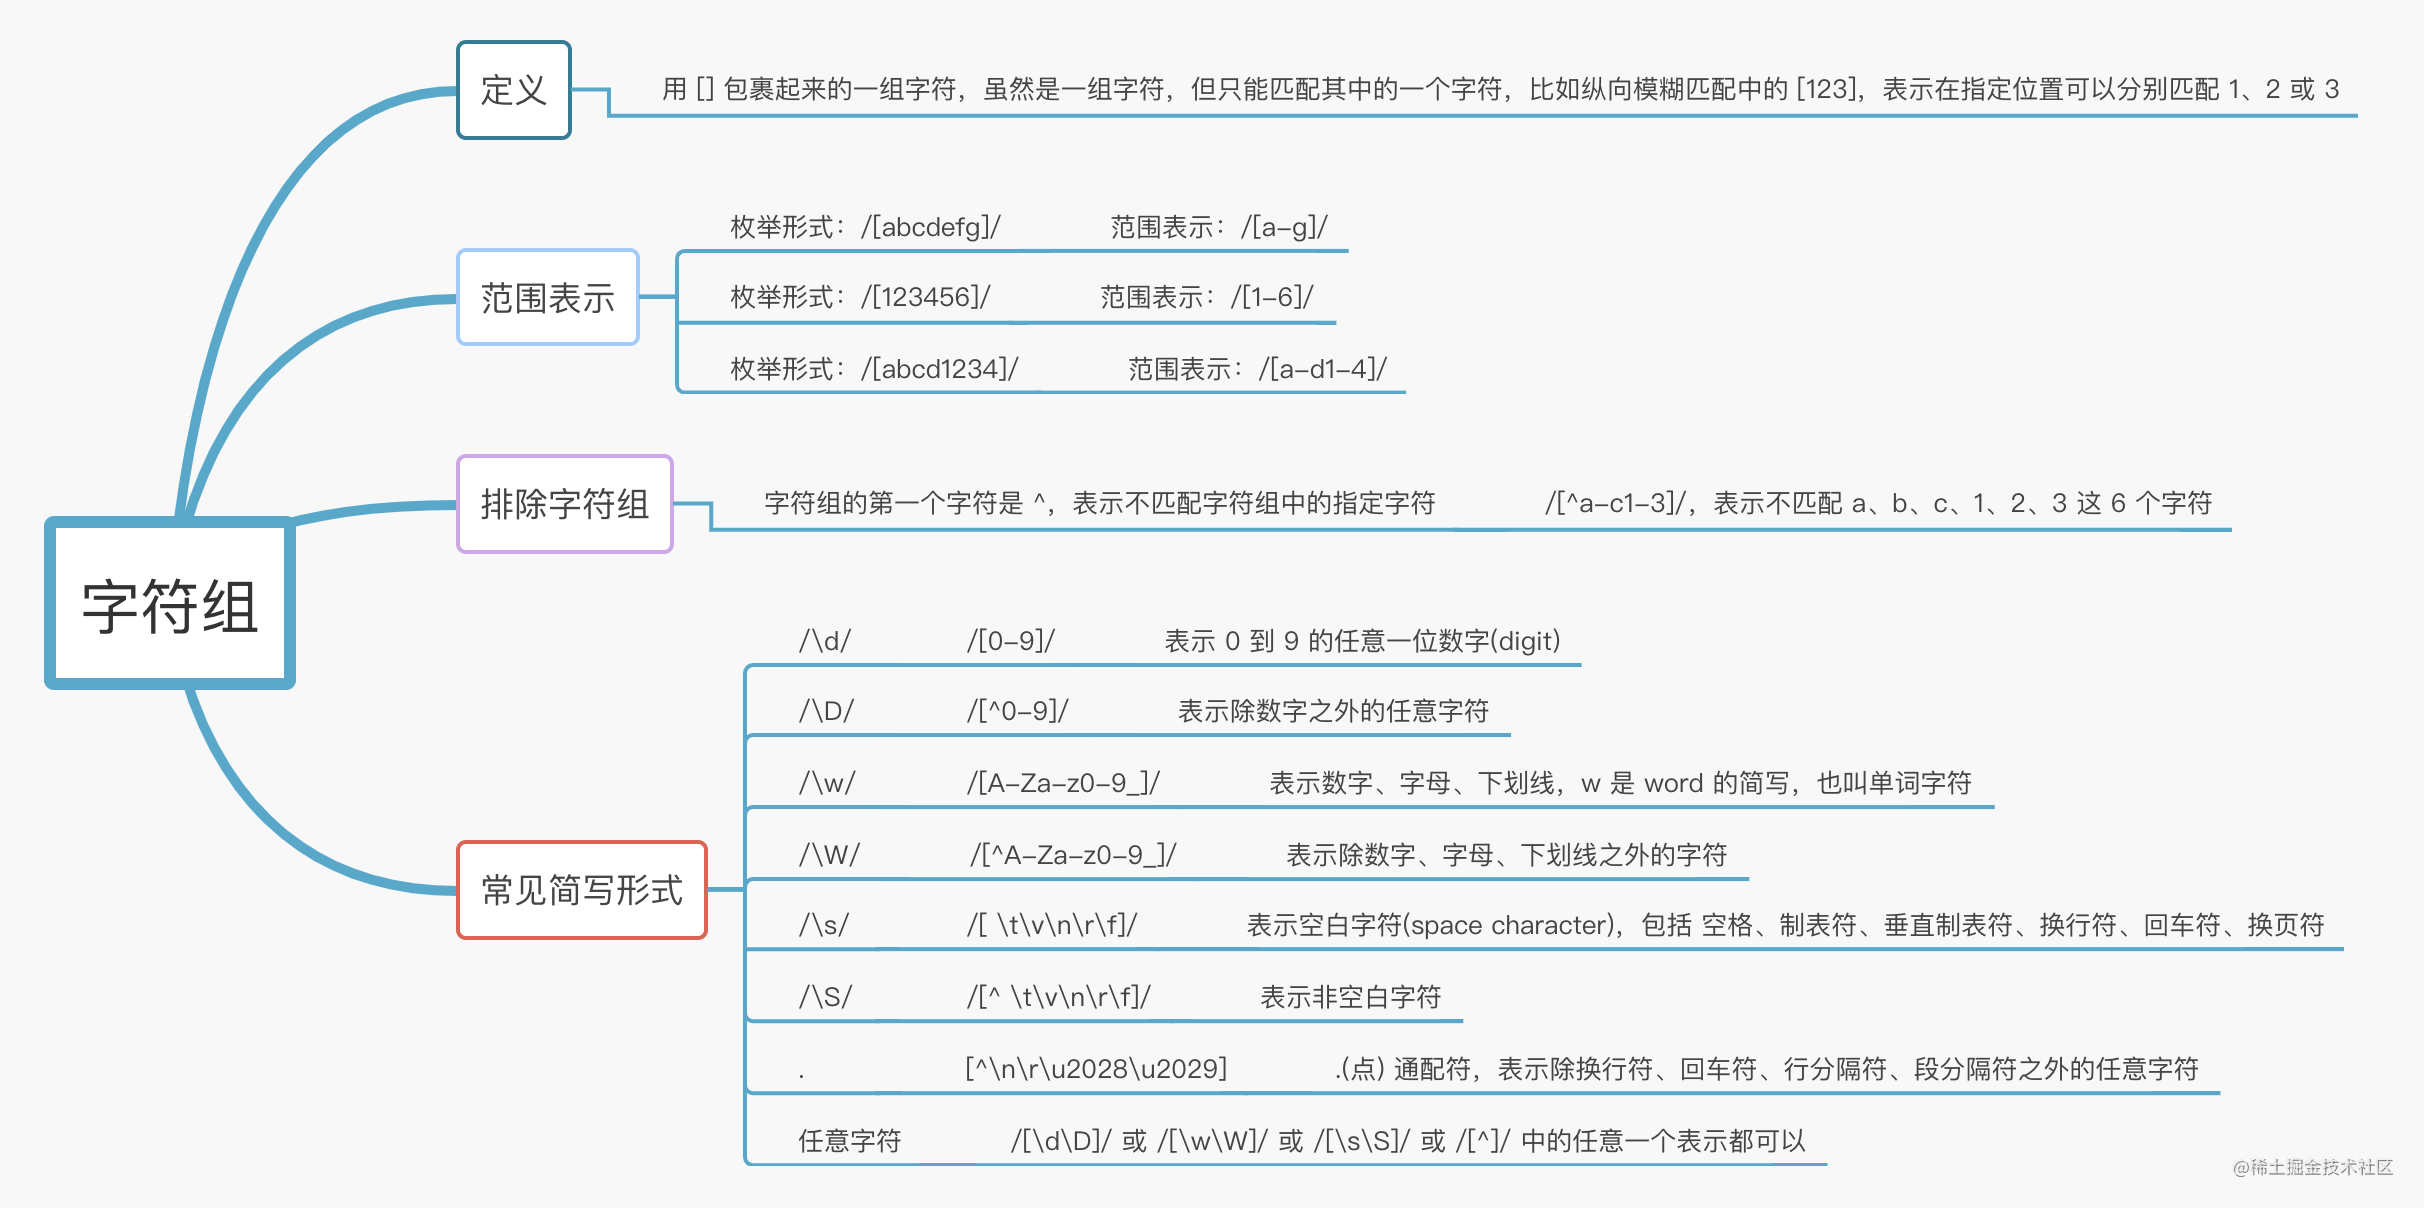 定义
用 [] 包裹起来的一组字符，虽然是一组字符，但只能匹配其中的一个字符，比如纵向模糊匹配中的 [123]，表示在指定位置可以分别匹配 1、2 或 3
范围表示
枚举形式：/[abcdefg]/ 范围表示：/[a-g]/
枚举形式：/[123456]/ 范围表示：/[1-6]/
枚举形式：/[abcd1234]/ 范围表示：/[a-d1-4]/
排除字符组
字符组的第一个字符是 ^，表示不匹配字符组中的指定字符 /[^a-c1-3]/，表示不匹配 a、b、c、1、2、3 这 6 个字符
字符组
常见简写形式
/\d/ /[0-9]/ 表示 0 到 9 的任意一位数字(digit)
/\D/ /[^0-9]/ 表示除数字之外的任意字符
/\w/ /[A-Za-z0-9_]/ 表示数字、字母、下划线，w 是 word 的简写，也叫单词字符
/\W/ /[^A-Za-z0-9_]/ 表示除数字、字母、下划线之外的字符
/\s/ /[ \t\v\n\r\f]/ 表示空白字符(space character)，包括 空格、制表符、垂直制表符、换行符、回车符、换页符
/\S/ /[^ \t\v\n\r\f]/ 表示非空白字符
. [^\n\r\u2028\u2029] .(点) 通配符，表示除换行符、回车符、行分隔符、段分隔符之外的任意字符
任意字符 /[\d\D]/ 或 /[\w\W]/ 或 /[\s\S]/ 或 /[^]/ 中的任意一个表示都可以
@稀土掘金技术社区